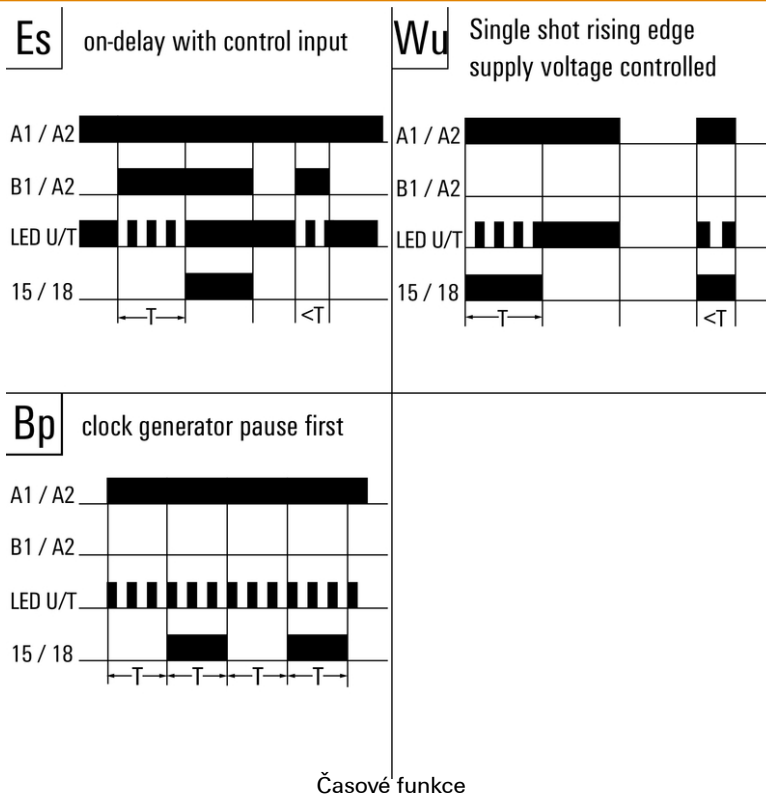 Es
on-delay with control input
A1 / A2
B1 / A2
LED U/T
15 / 18
T
<T
Wu
Single shot rising edge
supply voltage controlled
A1 / A2
B1 / A2
LED U/T
15 / 18
T
<T
Bp
clock generator pause first
A1 / A2
B1 / A2
LED U/T
15 / 18
T T T T
Časové funkce